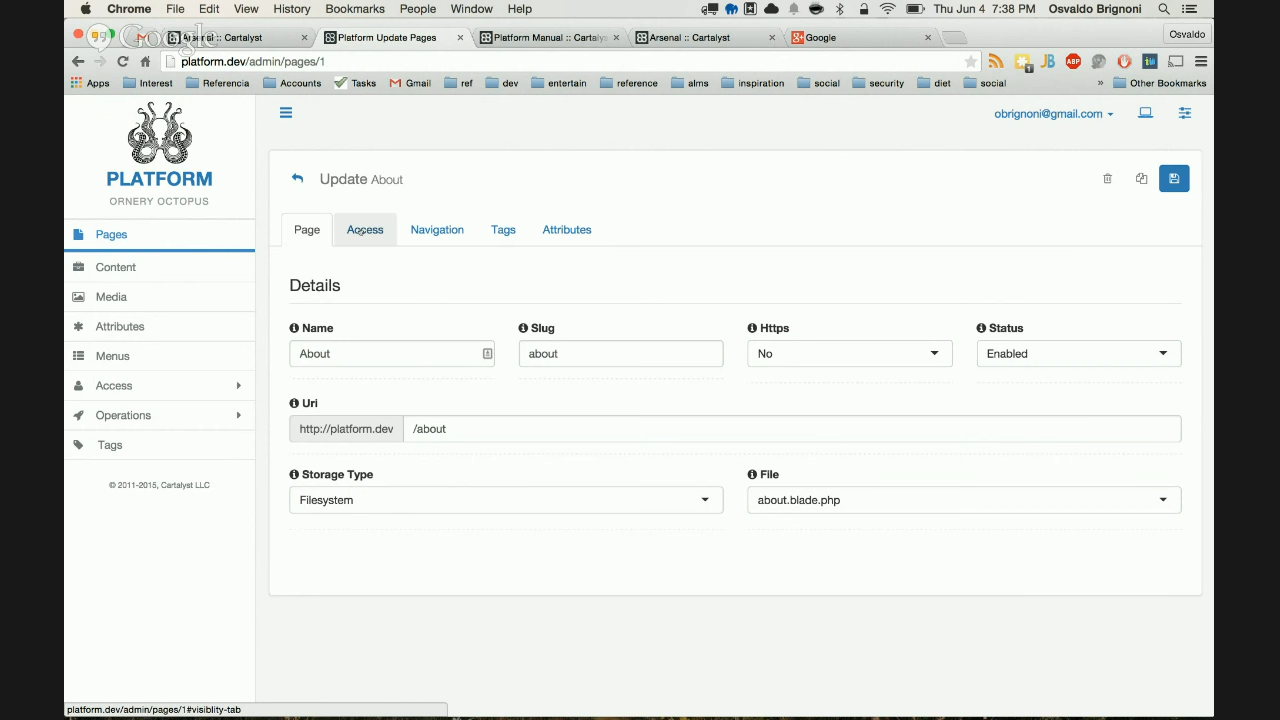 Chrome File Edit View History Bookmarks People Window Help Thu Jun 4 7:38 PM Osvaldo Brignoni
Google
Arsenal :: Cartalyst
Platform Update Pages
Platform Manual :: Cartalys
Arsenal :: Cartalyst
Google
Osvaldo
platform.dev/admin/pages/1
Apps Interest Referencia Accounts Tasks Gmail ref dev entertain reference alms inspiration social security diet social » Other Bookmarks
PLATFORM
ORNERY OCTOPUS
Pages
Content
Media
Attributes
Menus
Access
Operations
Tags
© 2011-2015, Cartalyst LLC
obrignoni@gmail.com
Update About
Page Access Navigation Tags Attributes
Details
Name Slug Https Status
About about No Enabled
Uri
http://platform.dev /about
Storage Type File
Filesystem about.blade.php
platform.dev/admin/pages/1#visiblity-tab